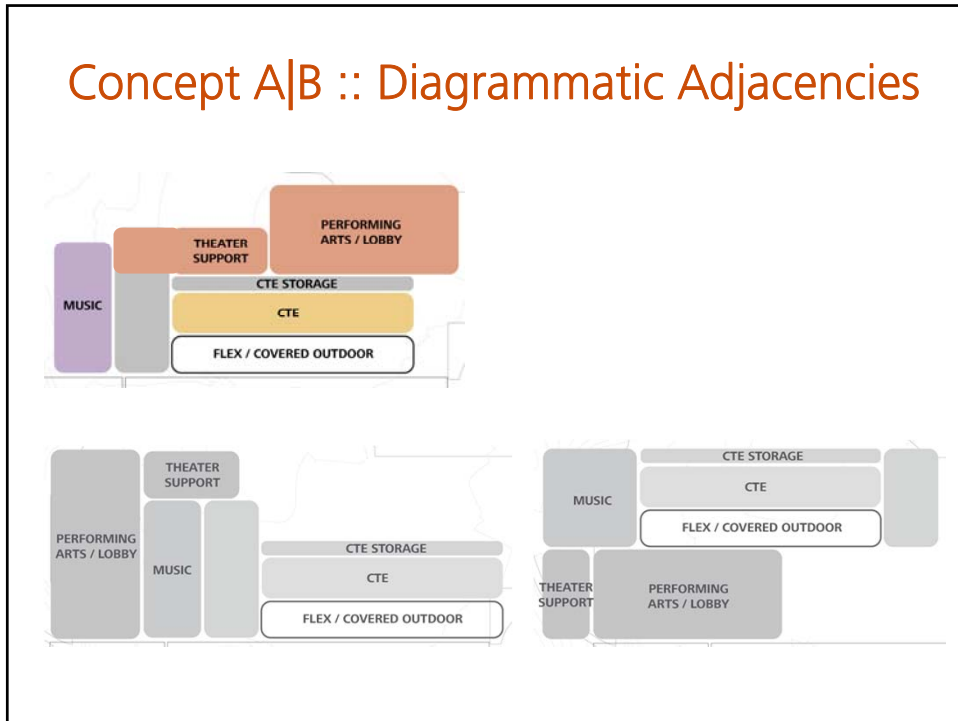 Concept A|B :: Diagrammatic Adjacencies
PERFORMING
ARTS / LOBBY
THEATER
SUPPORT
CTE STORAGE
MUSIC
CTE
FLEX / COVERED OUTDOOR
THEATER
SUPPORT
PERFORMING
ARTS / LOBBY
MUSIC
CTE STORAGE
CTE
FLEX / COVERED OUTDOOR
CTE STORAGE
MUSIC
CTE
FLEX / COVERED OUTDOOR
THEATER
SUPPORT
PERFORMING
ARTS / LOBBY